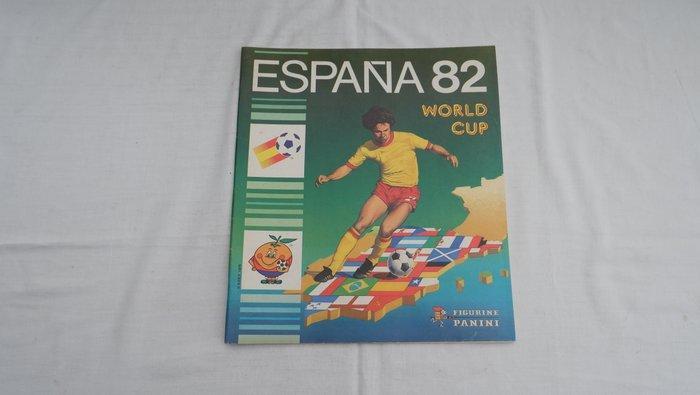 ESPAÑA 82
WORLD
CUP
FIGURINE
PANINI